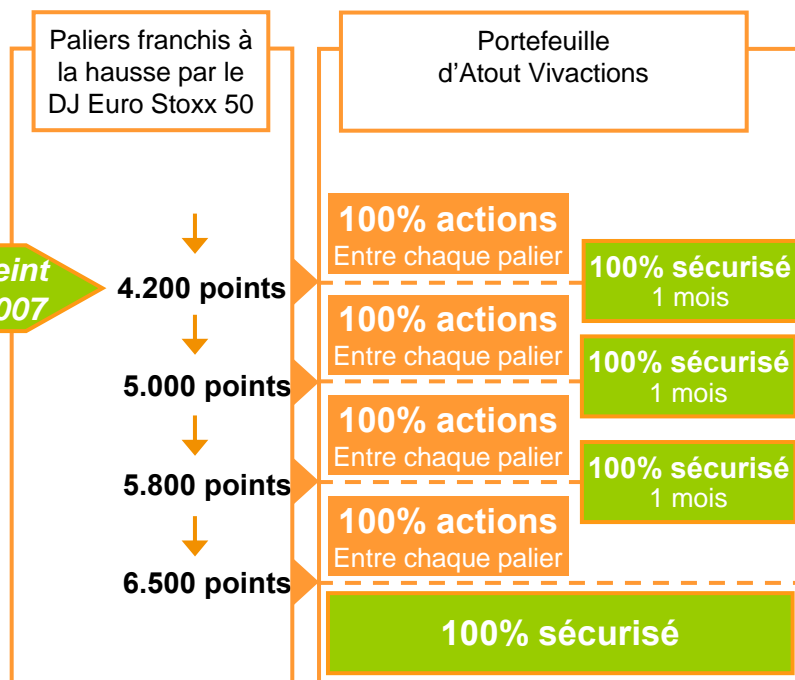 Paliers franchis à
la hausse par le
DJ Euro Stoxx 50
Portefeuille
d'Atout Vivactions
100% actions
Entre chaque palier
4.200 points
100% sécurisé
1 mois
100% actions
Entre chaque palier
5.000 points
100% sécurisé
1 mois
100% actions
Entre chaque palier
5.800 points
100% sécurisé
1 mois
100% actions
Entre chaque palier
6.500 points
100% sécurisé